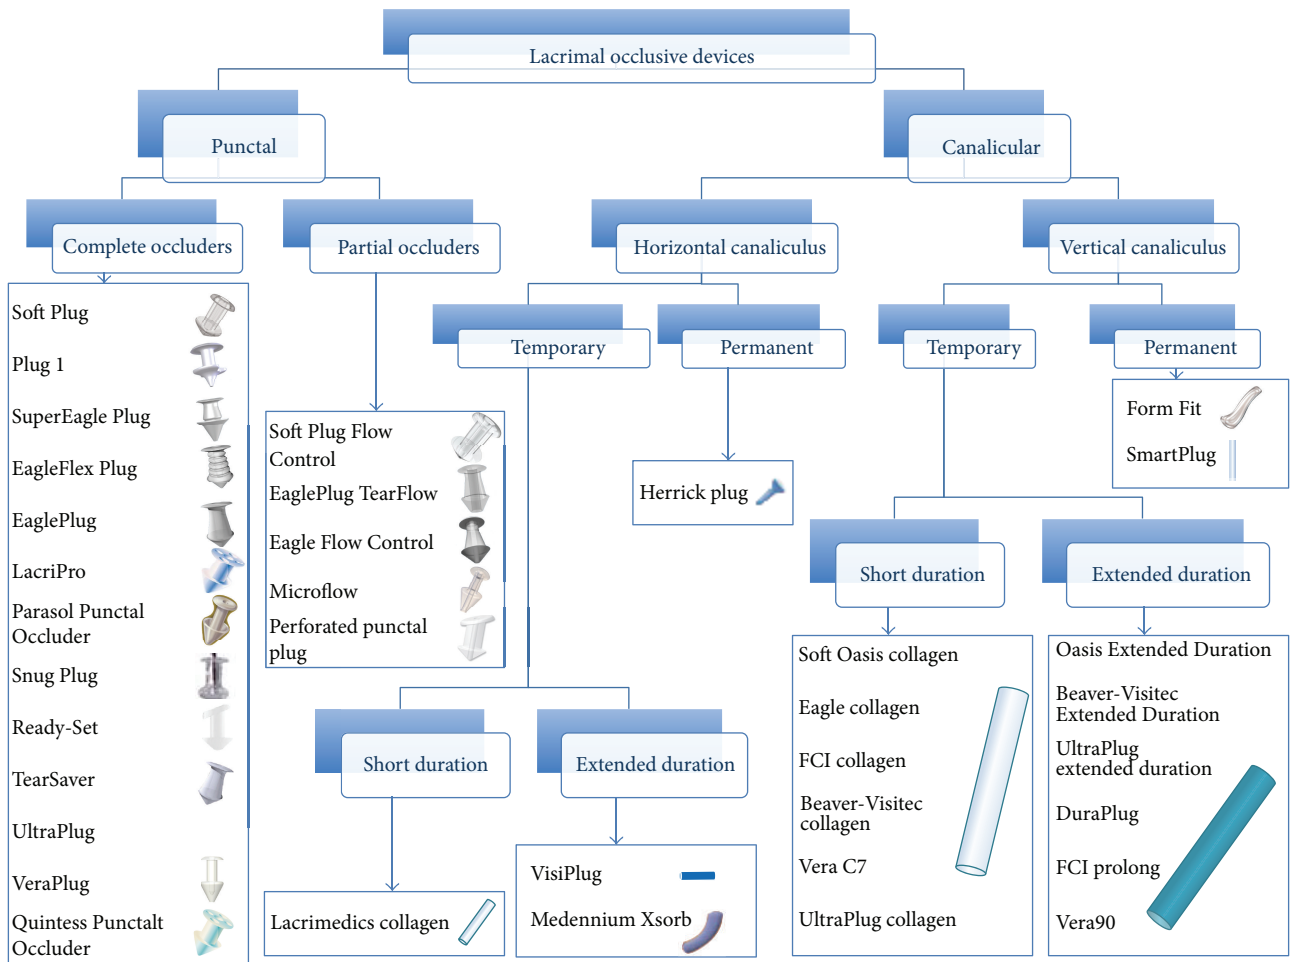 Lacrimal occlusive devices
Punctal
Canalicular
Complete occluders
Partial occluders
Horizontal canaliculus
Vertical canaliculus
Soft Plug
Plug 1
SuperEagle Plug
EagleFlex Plug
EaglePlug
LacriPro
Parasol Punctal
Occluder
Snug Plug
Ready-Set
TearSaver
UltraPlug
VeraPlug
Quintess Punctalt
Occluder
Soft Plug Flow
Control
EaglePlug TearFlow
Eagle Flow Control
Microflow
Perforated punctal
plug
Temporary
Permanent
Herrick plug
Short duration
Extended duration
Lacrimedics collagen
VisiPlug
Medennium Xsorb
Temporary
Permanent
Form Fit
SmartPlug
Short duration
Extended duration
Soft Oasis collagen
Eagle collagen
FCI collagen
Beaver-Visitec
collagen
Vera C7
UltraPlug collagen
Oasis Extended Duration
Beaver-Visitec
Extended Duration
UltraPlug
extended duration
DuraPlug
FCI prolong
Vera90